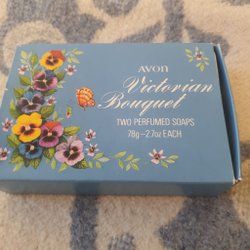 AVON
Victorian
Bouquet
TWO PERFUMED SOAPS
78g-2.7oz EACH